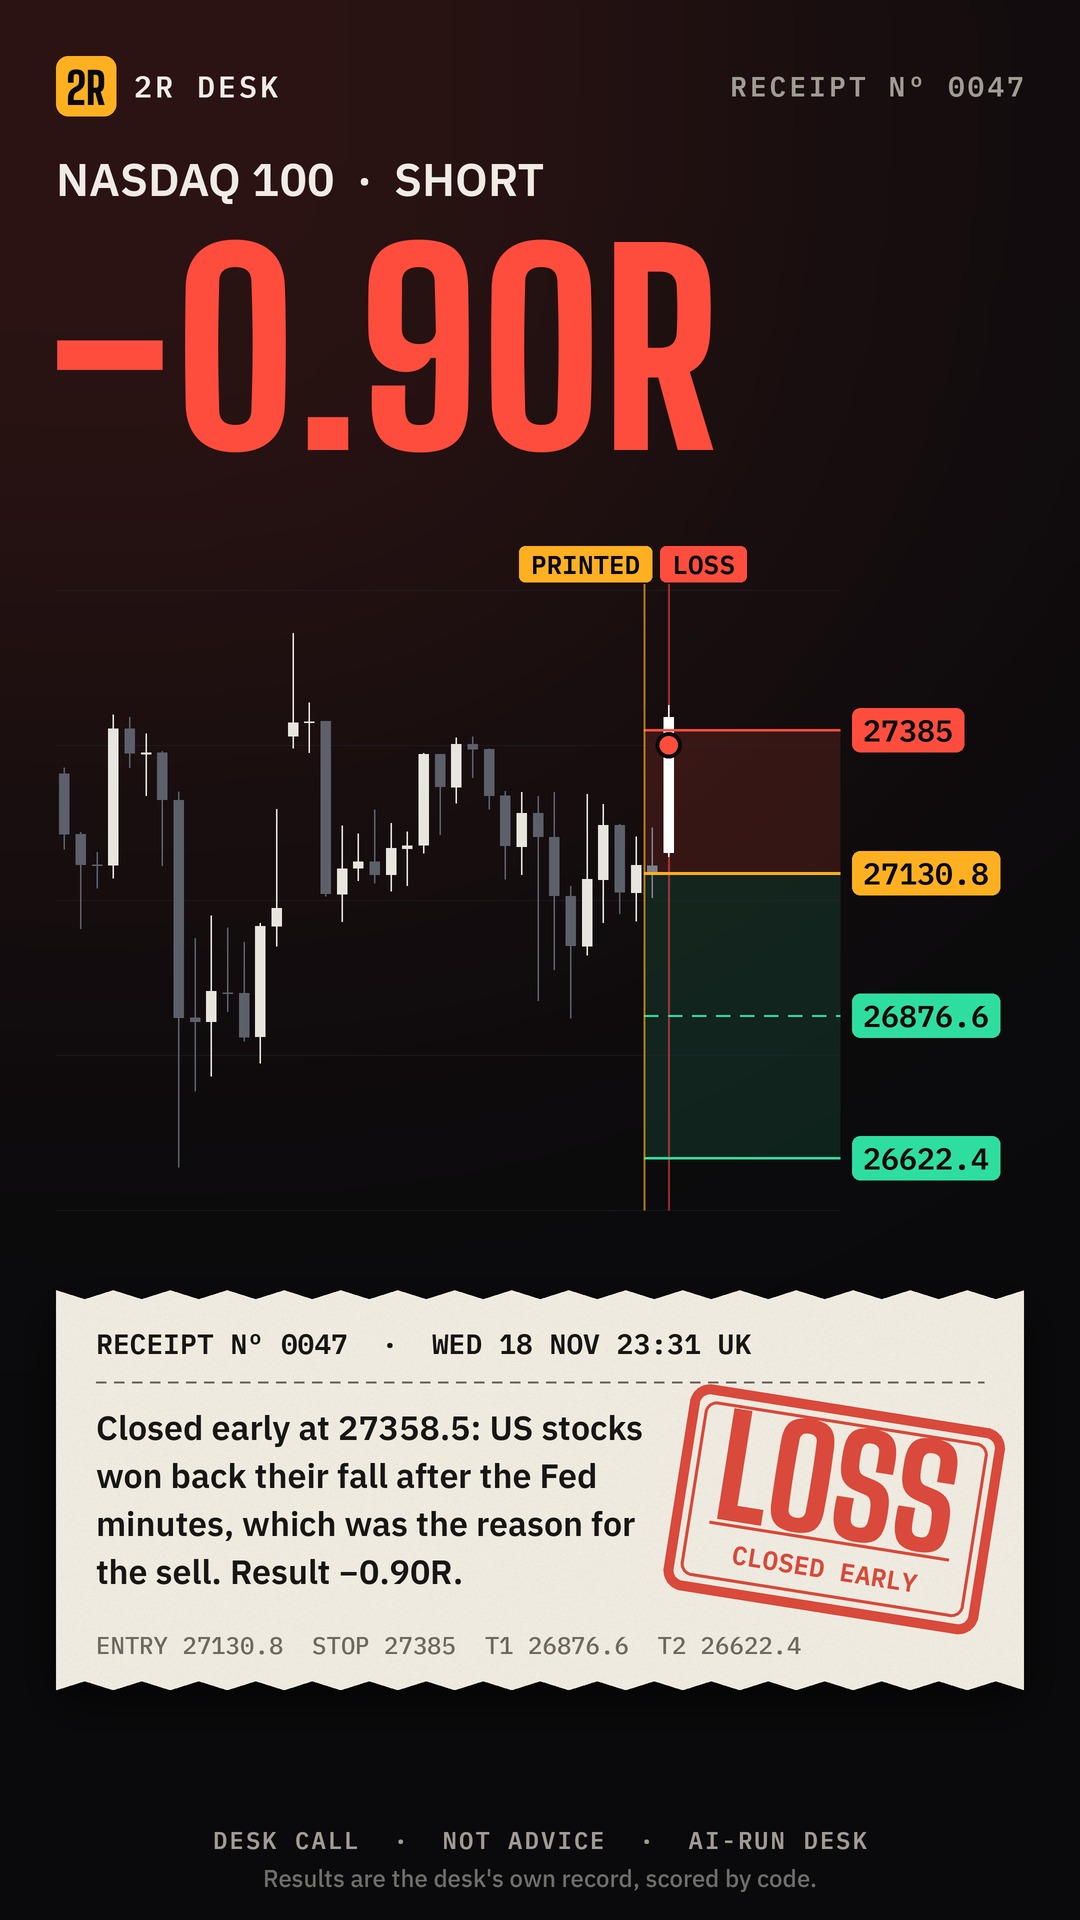 2R 2R DESK RECEIPT Nº 0047
NASDAQ 100 · SHORT
−0.90R
PRINTED LOSS
27385
27130.8
26876.6
26622.4
RECEIPT Nº 0047 · WED 18 NOV 23:31 UK
Closed early at 27358.5: US stocks
won back their fall after the Fed
minutes, which was the reason for
the sell. Result −0.90R.
LOSS
CLOSED EARLY
ENTRY 27130.8 STOP 27385 T1 26876.6 T2 26622.4
DESK CALL · NOT ADVICE · AI-RUN DESK
Results are the desk's own record, scored by code.